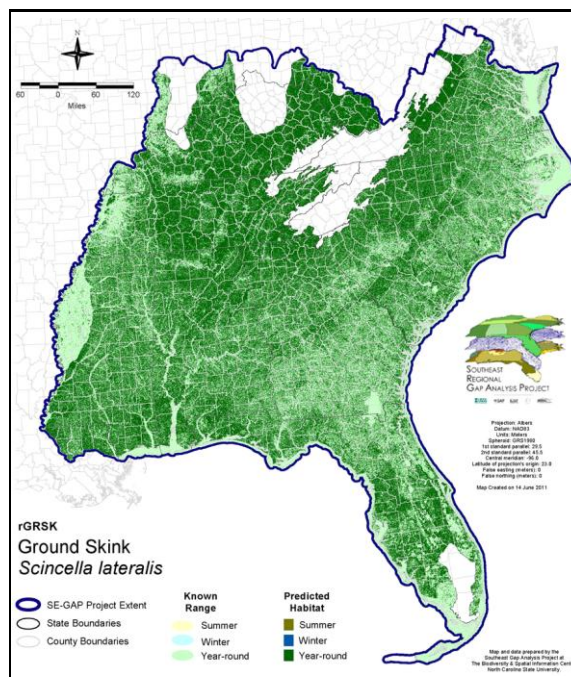 60 0 60 120
Miles
SOUTHEAST
REGIONAL
GAP ANALYSIS PROJECT
Projection: Albers
Datum: NAD83
Units: Meters
Spheroid: GRS1980
1st standard parallel: 29.5
2nd standard parallel: 45.5
Central meridian: -96.0
Latitude of projection's origin: 23.0
False easting (meters): 0
False northing (meters): 0
Map Created on 14 June 2011
rGRSK
Ground Skink
Scincella lateralis
SE-GAP Project Extent
State Boundaries
County Boundaries
Known
Range
Summer
Winter
Year-round
Predicted
Habitat
Summer
Winter
Year-round
Map and data prepared by the
Southeast Gap Analysis Project at
The Biodiversity & Spatial Information Cent
North Carolina State University.